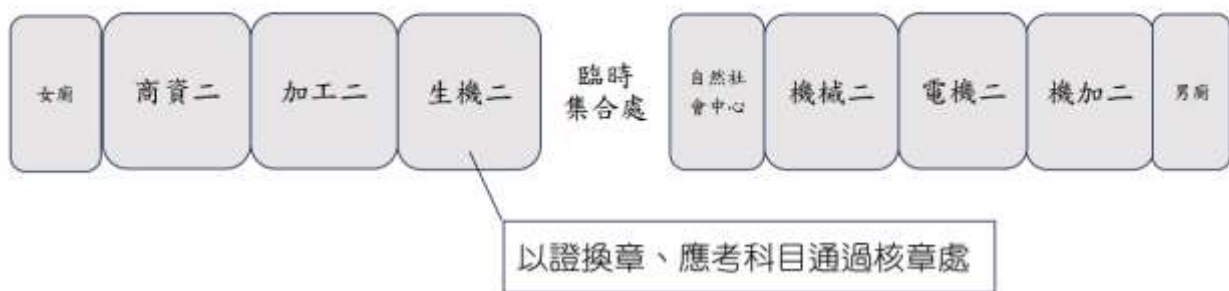 女廁
商資二
加工二
生機二
臨時
集合處
自然社
會中心
機械二
電機二
機加二
男廁
以證換章、應考科目通過核章處